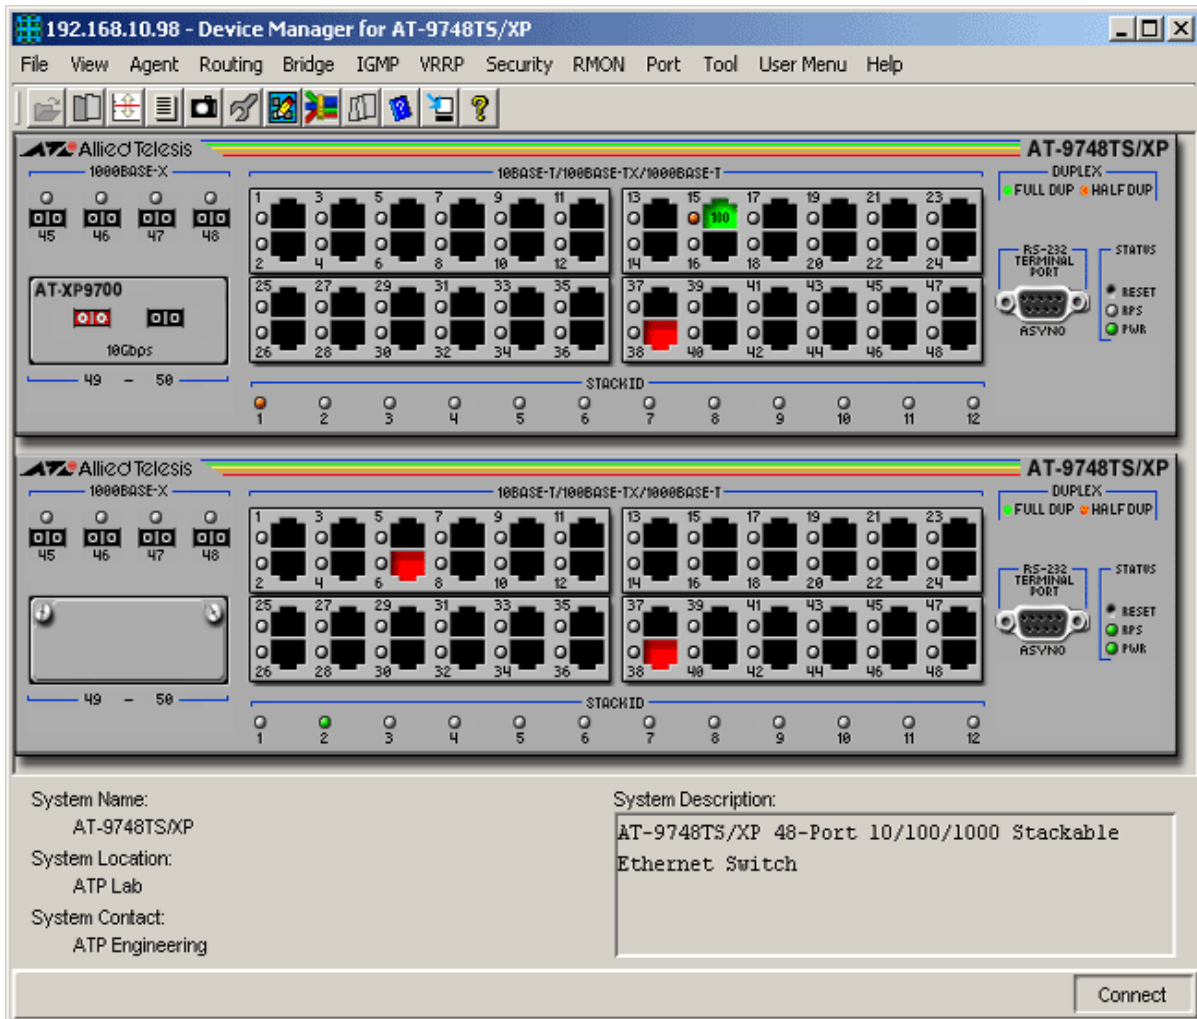 192.168.10.98 - Device Manager for AT-9748TS/XP
File View Agent Routing Bridge IGMP VRRP Security RMON Port Tool User Menu Help
Allied Telesis AT-9748TS/XP
1000BASE-X 10BASE-T/100BASE-TX/1000BASE-T DUPLEX
FULL DUP HALF DUP
1 3 5 7 9 11 13 15 17 19 21 23
100
45 46 47 48
2 4 6 8 10 12 14 16 18 20 22 24
RS-232 TERMINAL PORT STATUS
AT-XP9700
25 27 29 31 33 35 37 39 41 43 45 47
RESET
RPS
PWR
ASYNO
10Gbps
26 28 30 32 34 36 38 40 42 44 46 48
49 - 50
STACKID
1 2 3 4 5 6 7 8 9 10 11 12
Allied Telesis AT-9748TS/XP
1000BASE-X 10BASE-T/100BASE-TX/1000BASE-T DUPLEX
FULL DUP HALF DUP
1 3 5 7 9 11 13 15 17 19 21 23
45 46 47 48
2 4 6 8 10 12 14 16 18 20 22 24
RS-232 TERMINAL PORT STATUS
25 27 29 31 33 35 37 39 41 43 45 47
RESET
RPS
PWR
ASYNO
26 28 30 32 34 36 38 40 42 44 46 48
49 - 50
STACKID
1 2 3 4 5 6 7 8 9 10 11 12
System Name:
AT-9748TS/XP
System Location:
ATP Lab
System Contact:
ATP Engineering
System Description:
AT-9748TS/XP 48-Port 10/100/1000 Stackable
Ethernet Switch
Connect